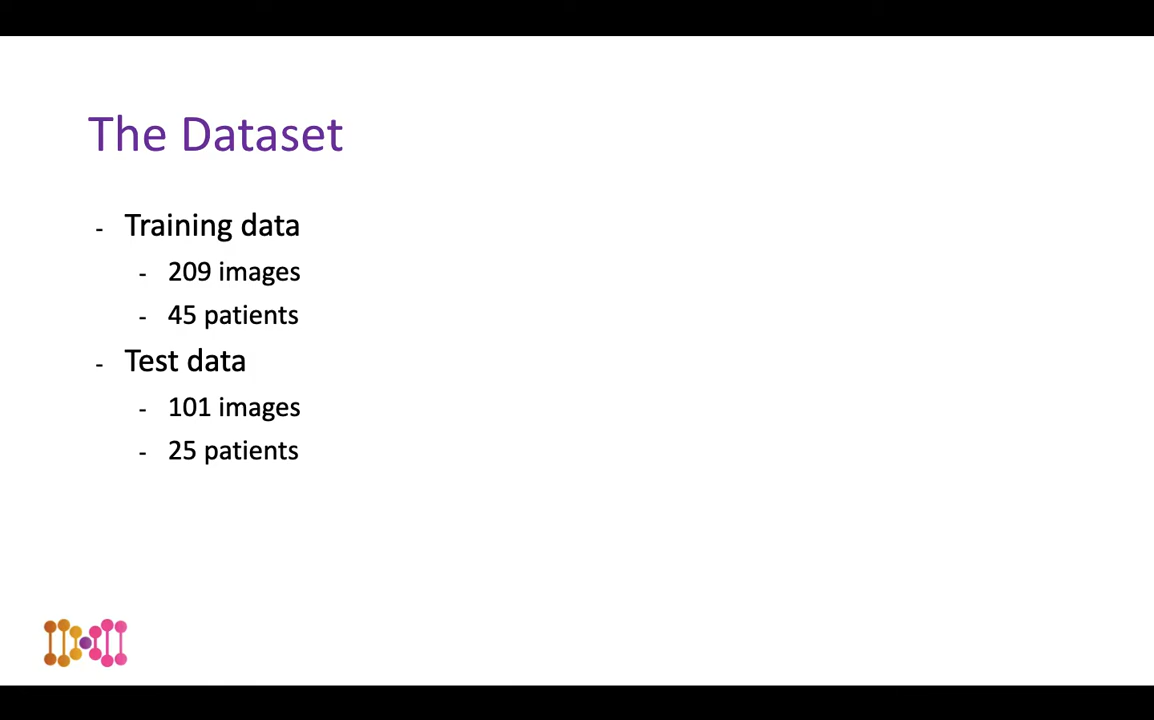 The Dataset
- Training data
- 209 images
- 45 patients
- Test data
- 101 images
- 25 patients